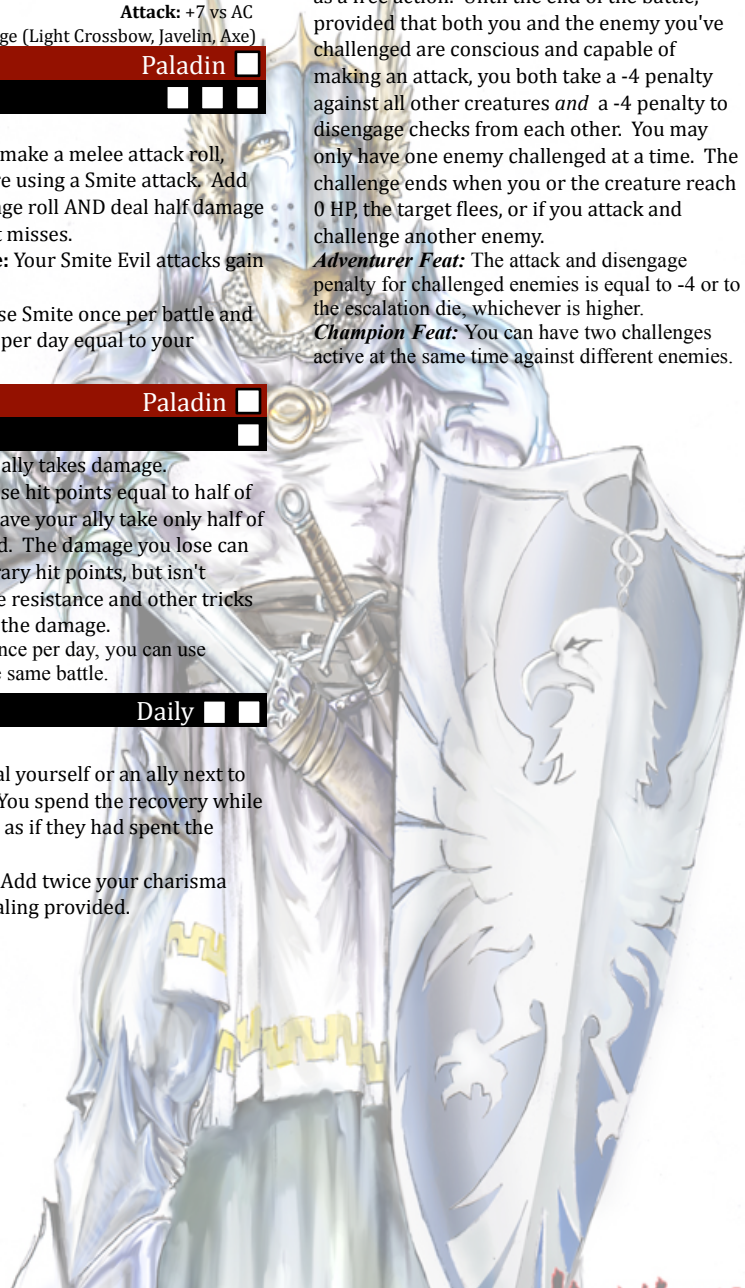 Attack: +7 vs AC
ge (Light Crossbow, Javelin, Axe)
Paladin
make a melee attack roll,
e using a Smite attack. Add
ge roll AND deal half damage
t misses.
e: Your Smite Evil attacks gain
se Smite once per battle and
per day equal to your
Paladin
ally takes damage.
se hit points equal to half of
ave your ally take only half of
d. The damage you lose can
rary hit points, but isn't
e resistance and other tricks
the damage.
nce per day, you can use
e same battle.
Daily
al yourself or an ally next to
You spend the recovery while
as if they had spent the
Add twice your charisma
aling provided.
as a free action. Until the end of the battle,
provided that both you and the enemy you've
challenged are conscious and capable of
making an attack, you both take a -4 penalty
against all other creatures and a -4 penalty to
disengage checks from each other. You may
only have one enemy challenged at a time. The
challenge ends when you or the creature reach
0 HP, the target flees, or if you attack and
challenge another enemy.
Adventurer Feat: The attack and disengage
penalty for challenged enemies is equal to -4 or to
the escalation die, whichever is higher.
Champion Feat: You can have two challenges
active at the same time against different enemies.